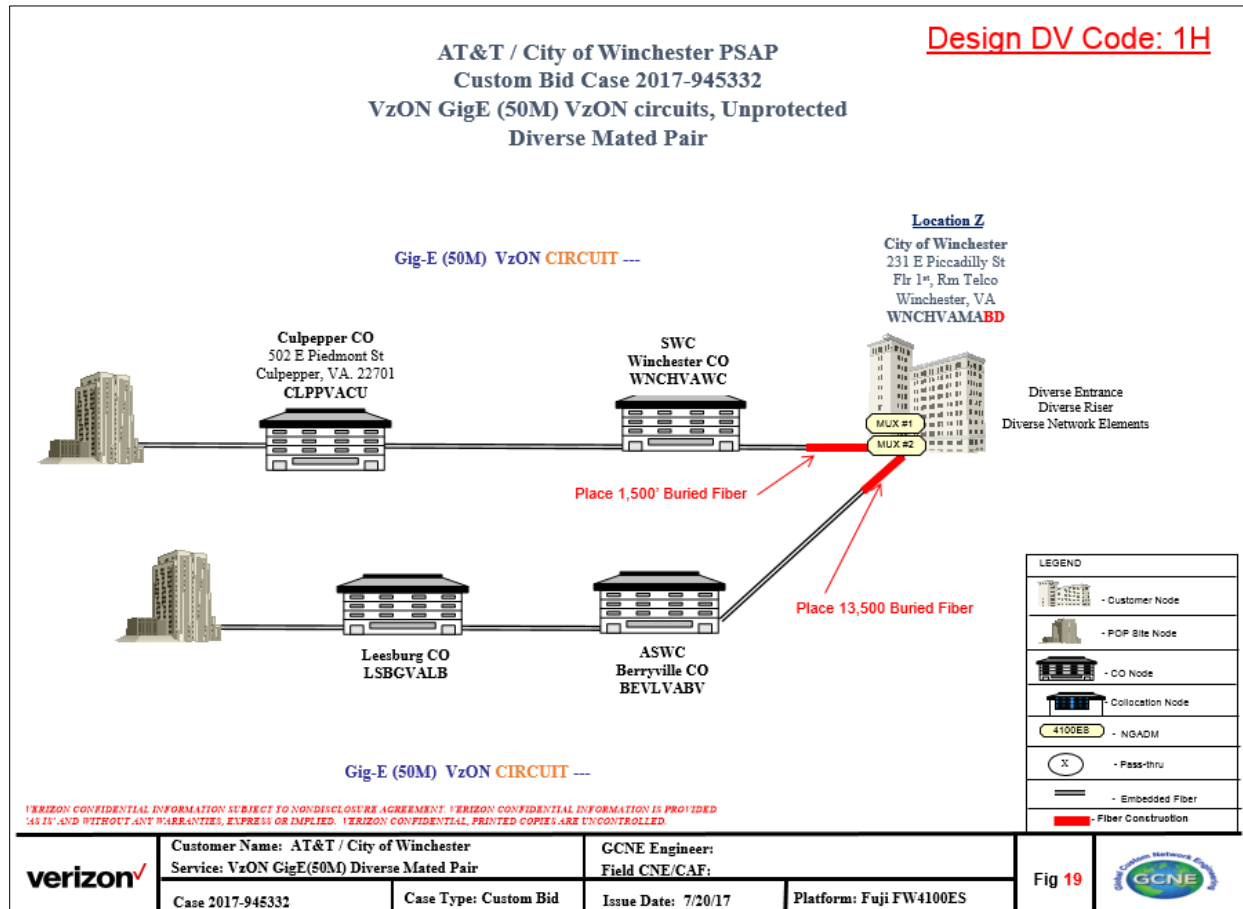 Design DV Code: 1H
AT&T / City of Winchester PSAP
Custom Bid Case 2017-945332
VzON GigE (50M) VzON circuits, Unprotected
Diverse Mated Pair
Location Z
City of Winchester
231 E Piccadilly St
Flr 1st, Rm Telco
Winchester, VA
WNCHVAMABD
Gig-E (50M) VzON CIRCUIT ---
Culpepper CO
502 E Piedmont St
Culpepper, VA. 22701
CLPPVACU
SWC
Winchester CO
WNCHVAWC
MUX #1
MUX #2
Diverse Entrance
Diverse Riser
Diverse Network Elements
Place 1,500' Buried Fiber
Place 13,500 Buried Fiber
Leesburg CO
LSBGVALB
ASWC
Berryville CO
BEVLVABV
Gig-E (50M) VzON CIRCUIT ---
LEGEND
- Customer Node
- POP Site Node
- CO Node
- Collocation Node
4100ES - NGADM
X - Pass-thru
- Embedded Fiber
- Fiber Construction
VERIZON CONFIDENTIAL INFORMATION SUBJECT TO NONDISCLOSURE AGREEMENT. VERIZON CONFIDENTIAL INFORMATION IS PROVIDED
'AS IS' AND WITHOUT ANY WARRANTIES, EXPRESS OR IMPLIED. VERIZON CONFIDENTIAL, PRINTED COPIES ARE UNCONTROLLED.
verizon
Customer Name: AT&T / City of Winchester
Service: VzON GigE(50M) Diverse Mated Pair
Case 2017-945332
Case Type: Custom Bid
GCNE Engineer:
Field CNE/CAF:
Issue Date: 7/20/17
Platform: Fuji FW4100ES
Fig 19
Global Custom Network Engineering
GCNE